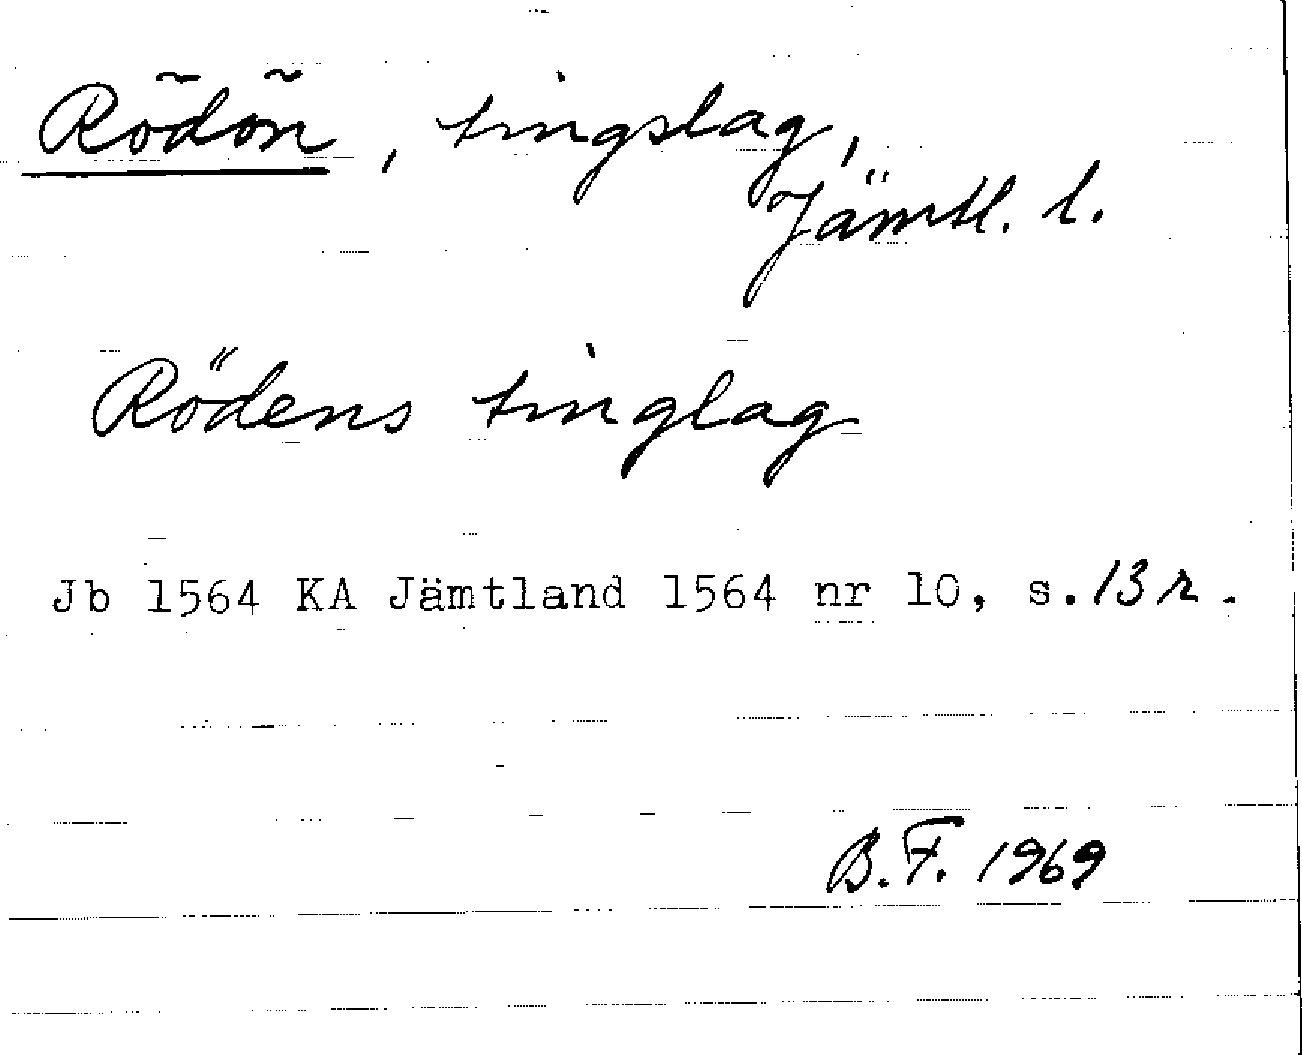 Rödön, tingslag,
Jämtl. l.
Rödens tinglag
Jb 1564 KA Jämtland 1564 nr 10, s. 13 r.
B.F. 1969